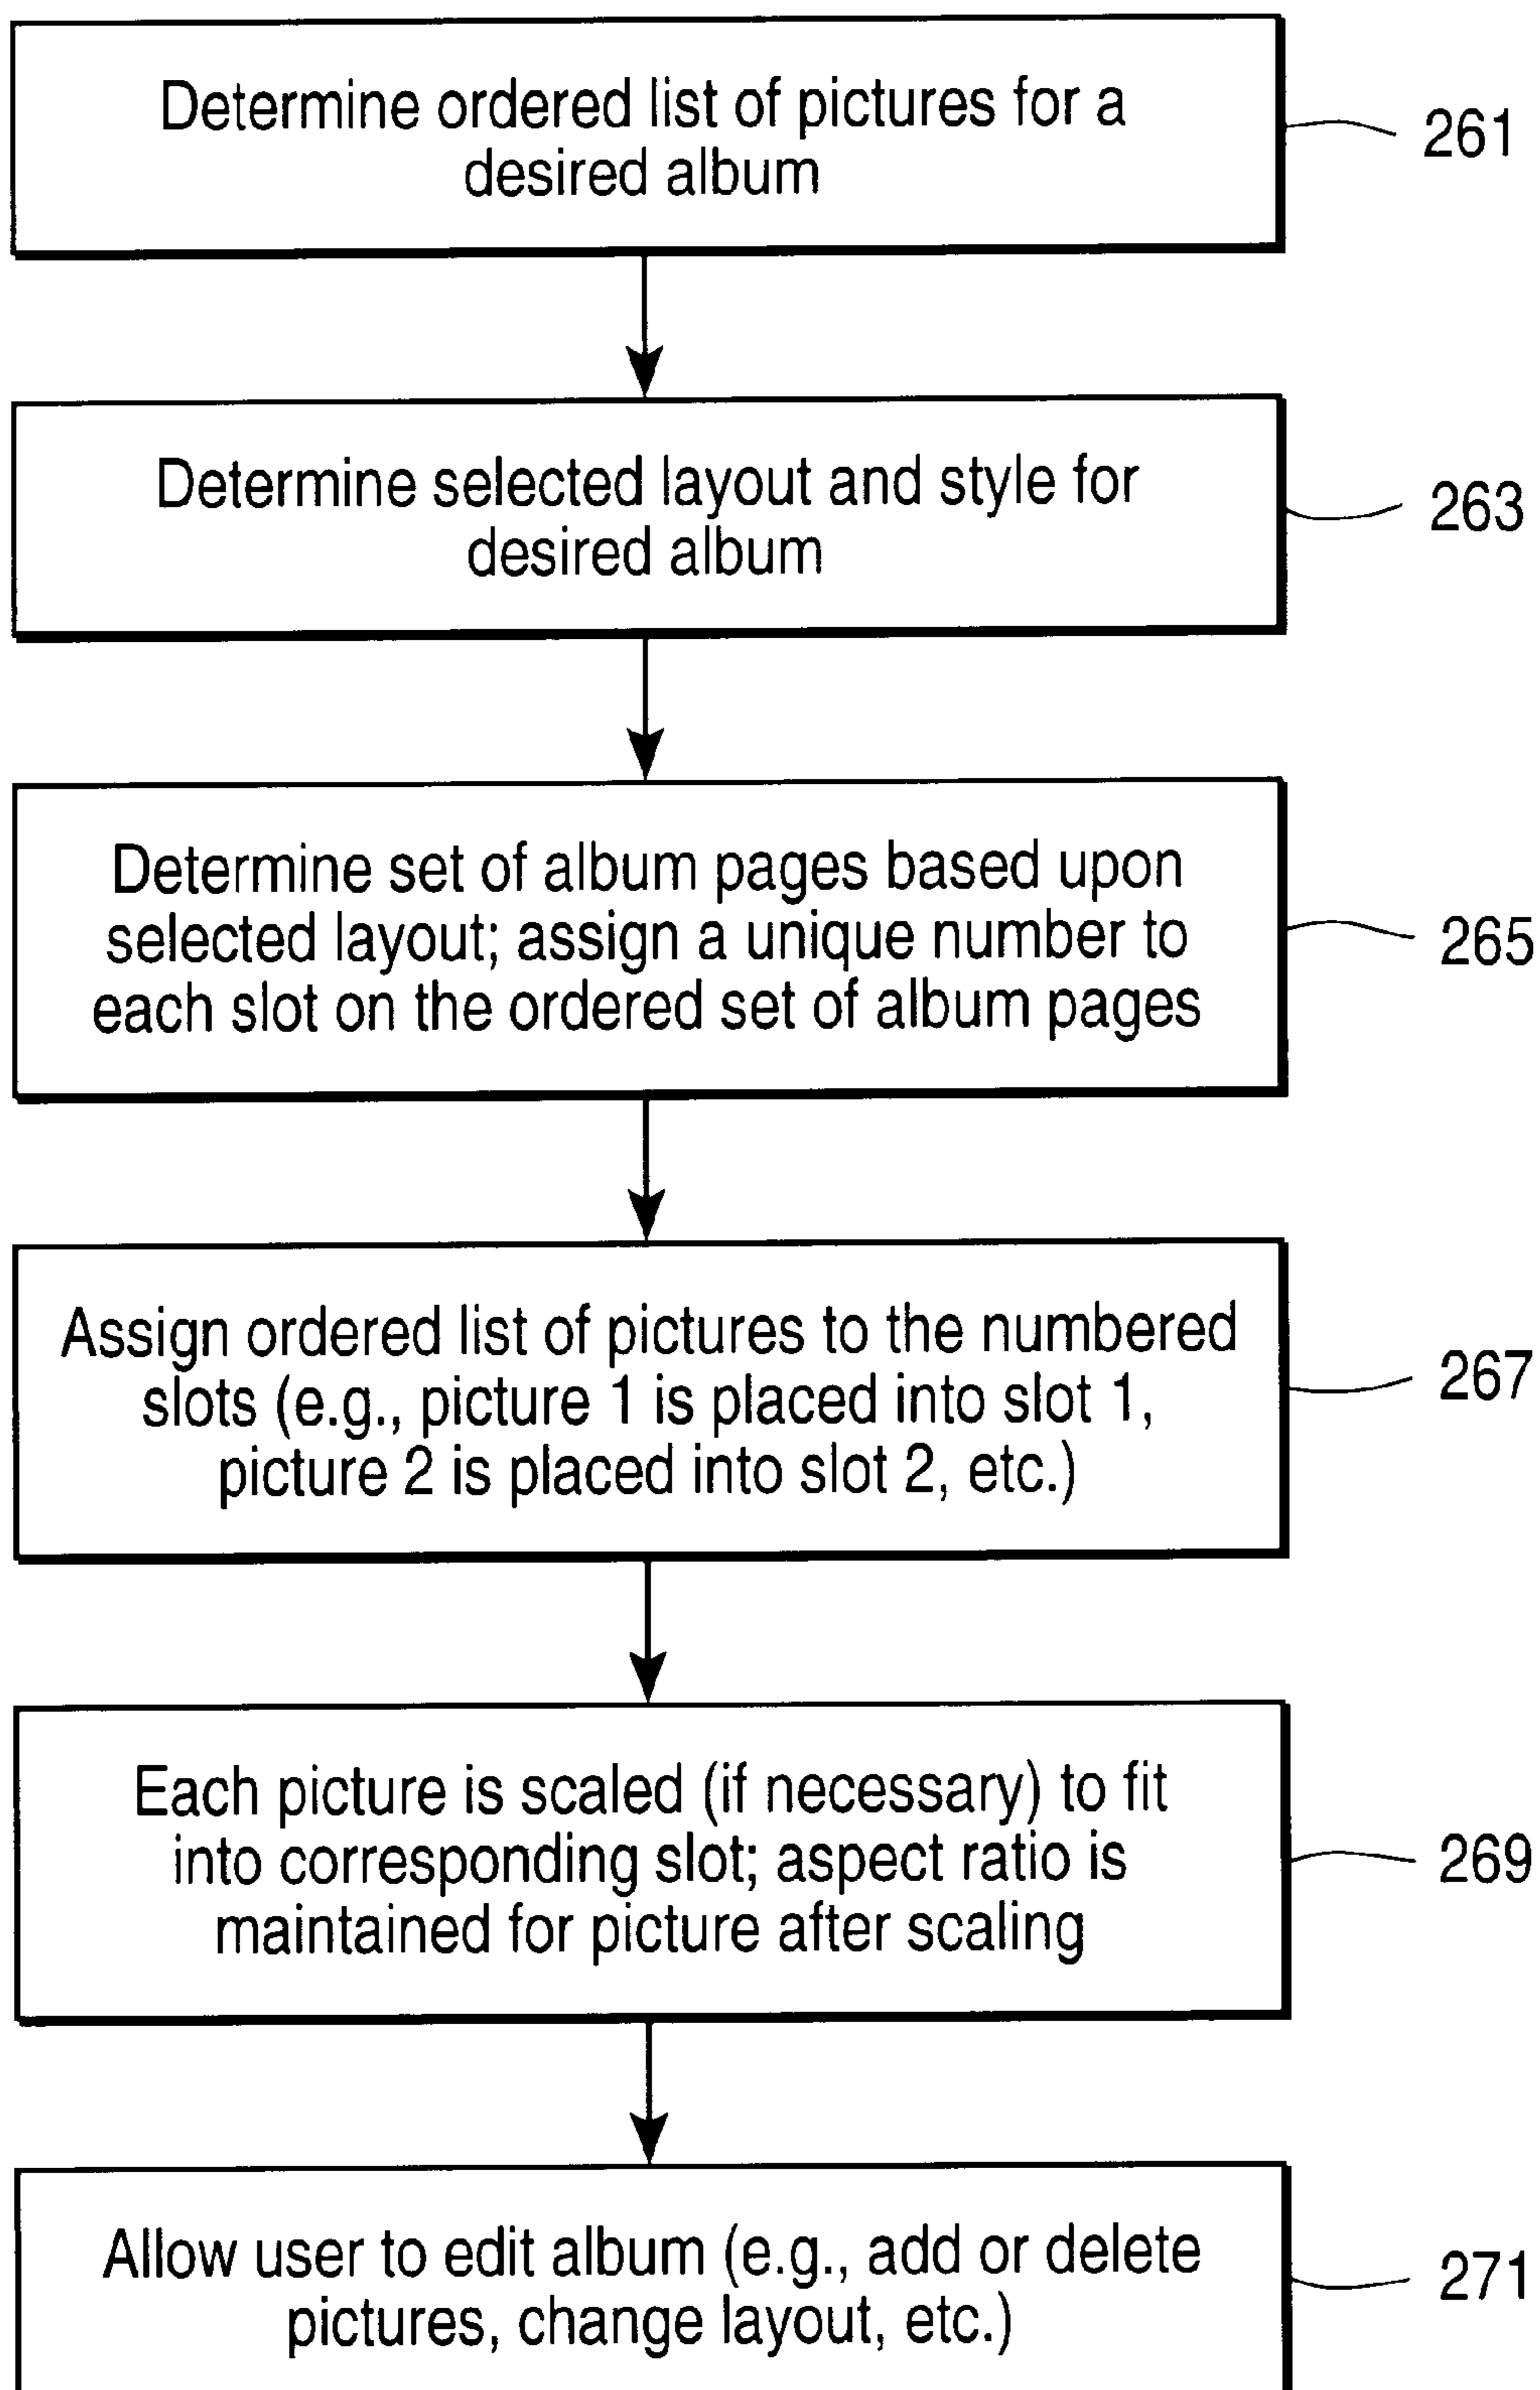 Determine ordered list of pictures for a
desired album
261
Determine selected layout and style for
desired album
263
Determine set of album pages based upon
selected layout; assign a unique number to
each slot on the ordered set of album pages
265
Assign ordered list of pictures to the numbered
slots (e.g., picture 1 is placed into slot 1,
picture 2 is placed into slot 2, etc.)
267
Each picture is scaled (if necessary) to fit
into corresponding slot; aspect ratio is
maintained for picture after scaling
269
Allow user to edit album (e.g., add or delete
pictures, change layout, etc.)
271